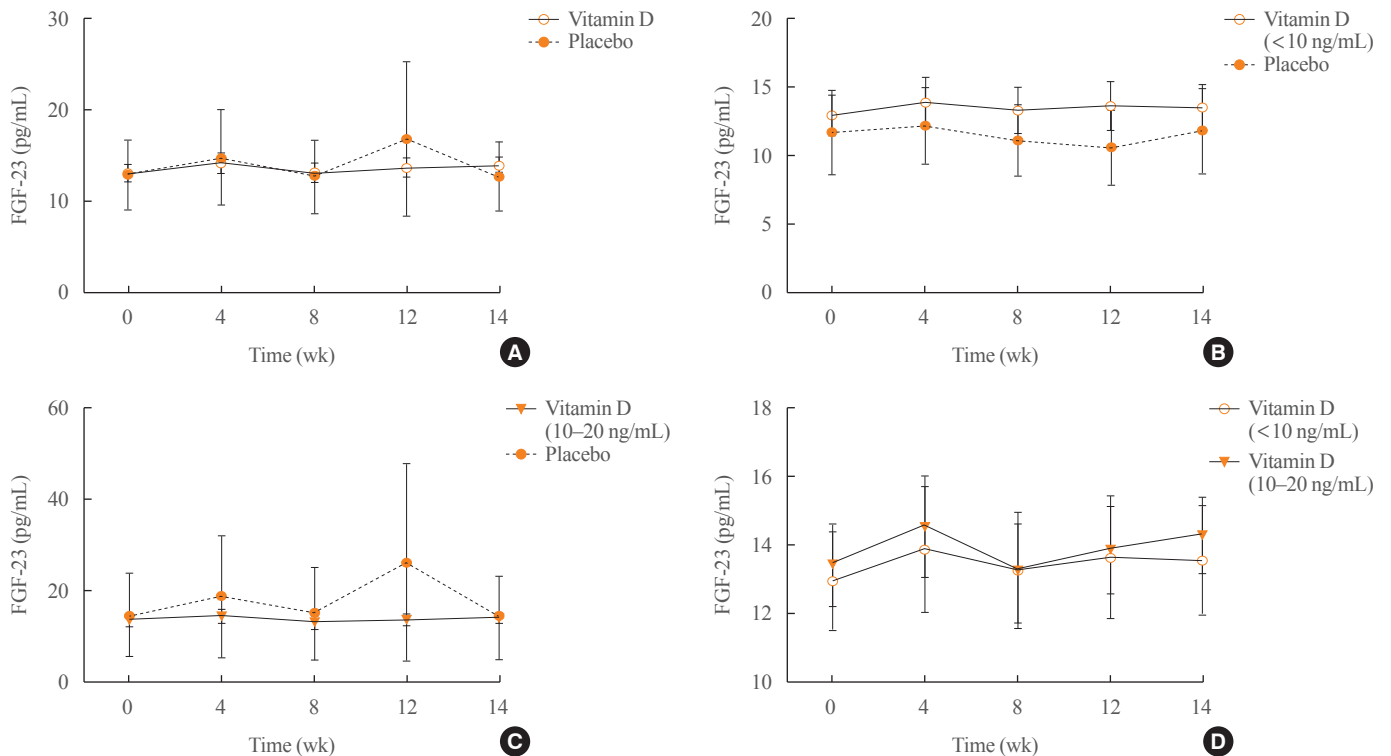 30
20
10
0
FGF-23 (pg/mL)
0 4 8 12 14
Time (wk)
Vitamin D
Placebo
A
20
15
10
5
0
FGF-23 (pg/mL)
0 4 8 12 14
Time (wk)
Vitamin D
(<10 ng/mL)
Placebo
B
60
40
20
0
FGF-23 (pg/mL)
0 4 8 12 14
Time (wk)
Vitamin D
(10–20 ng/mL)
Placebo
C
18
16
14
12
10
FGF-23 (pg/mL)
0 4 8 12 14
Time (wk)
Vitamin D
(<10 ng/mL)
Vitamin D
(10–20 ng/mL)
D